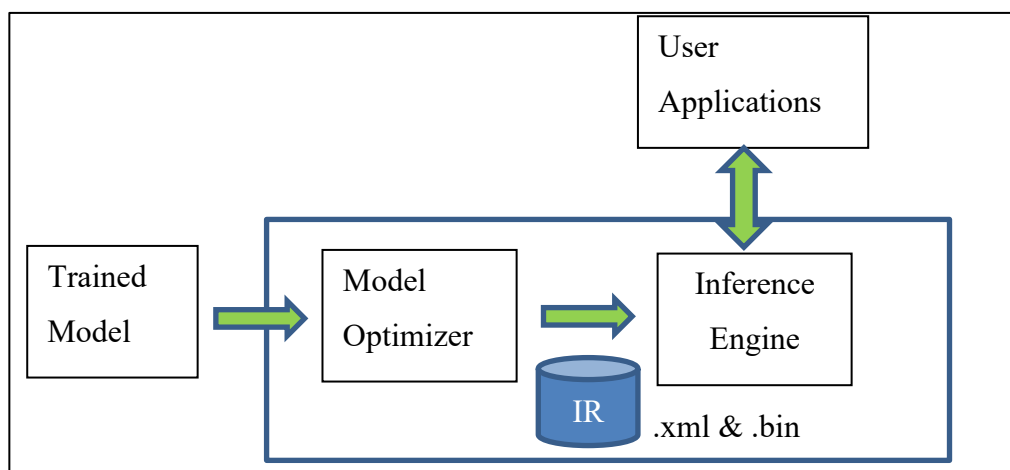 User
Applications
Trained
Model
Model
Optimizer
Inference
Engine
IR
.xml & .bin